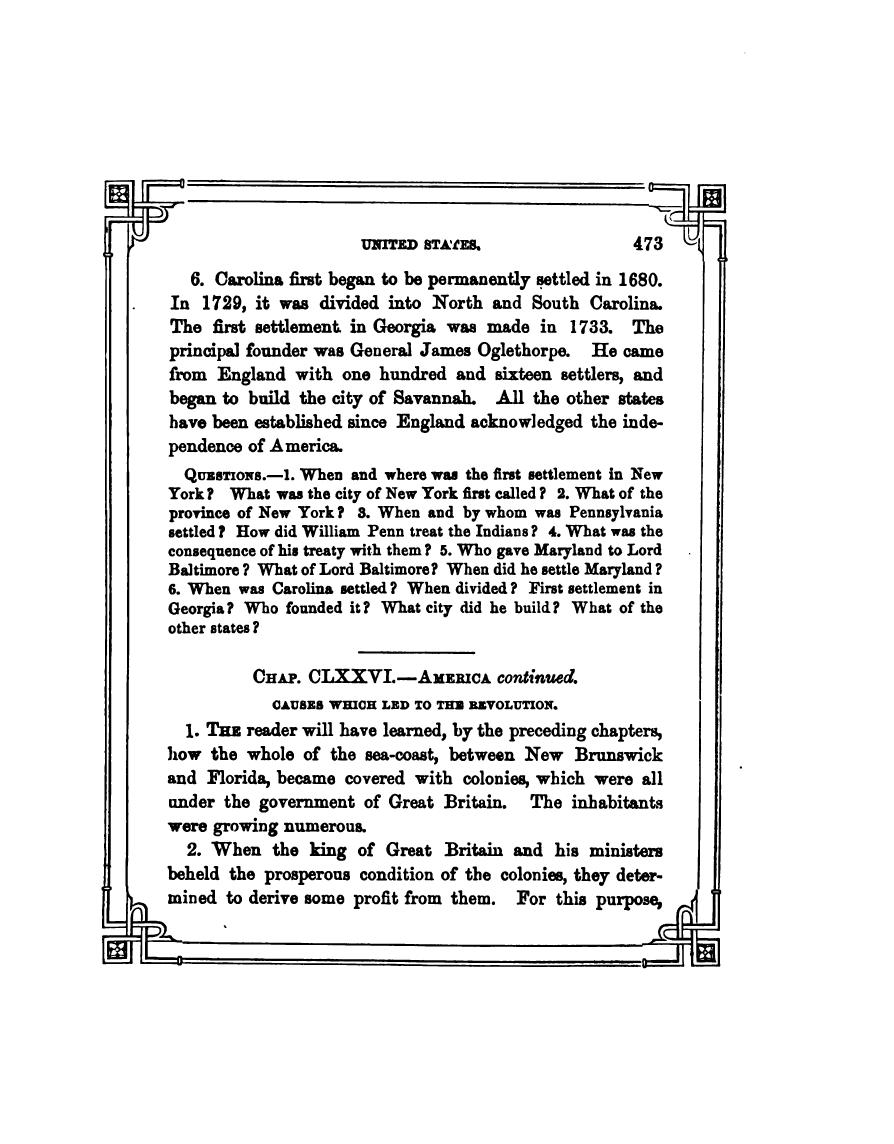 UNITED STATES. 473
6. Carolina first began to be permanently settled in 1680.
In 1729, it was divided into North and South Carolina.
The first settlement in Georgia was made in 1733. The
principal founder was General James Oglethorpe. He came
from England with one hundred and sixteen settlers, and
began to build the city of Savannah. All the other states
have been established since England acknowledged the inde-
pendence of America.
QUESTIONS.—1. When and where was the first settlement in New
York? What was the city of New York first called? 2. What of the
province of New York? 3. When and by whom was Pennsylvania
settled? How did William Penn treat the Indians? 4. What was the
consequence of his treaty with them? 5. Who gave Maryland to Lord
Baltimore? What of Lord Baltimore? When did he settle Maryland?
6. When was Carolina settled? When divided? First settlement in
Georgia? Who founded it? What city did he build? What of the
other states?
CHAP. CLXXVI.—AMERICA continued.
CAUSES WHICH LED TO THE REVOLUTION.
1. THE reader will have learned, by the preceding chapters,
how the whole of the sea-coast, between New Brunswick
and Florida, became covered with colonies, which were all
under the government of Great Britain. The inhabitants
were growing numerous.
2. When the king of Great Britain and his ministers
beheld the prosperous condition of the colonies, they deter-
mined to derive some profit from them. For this purpose,